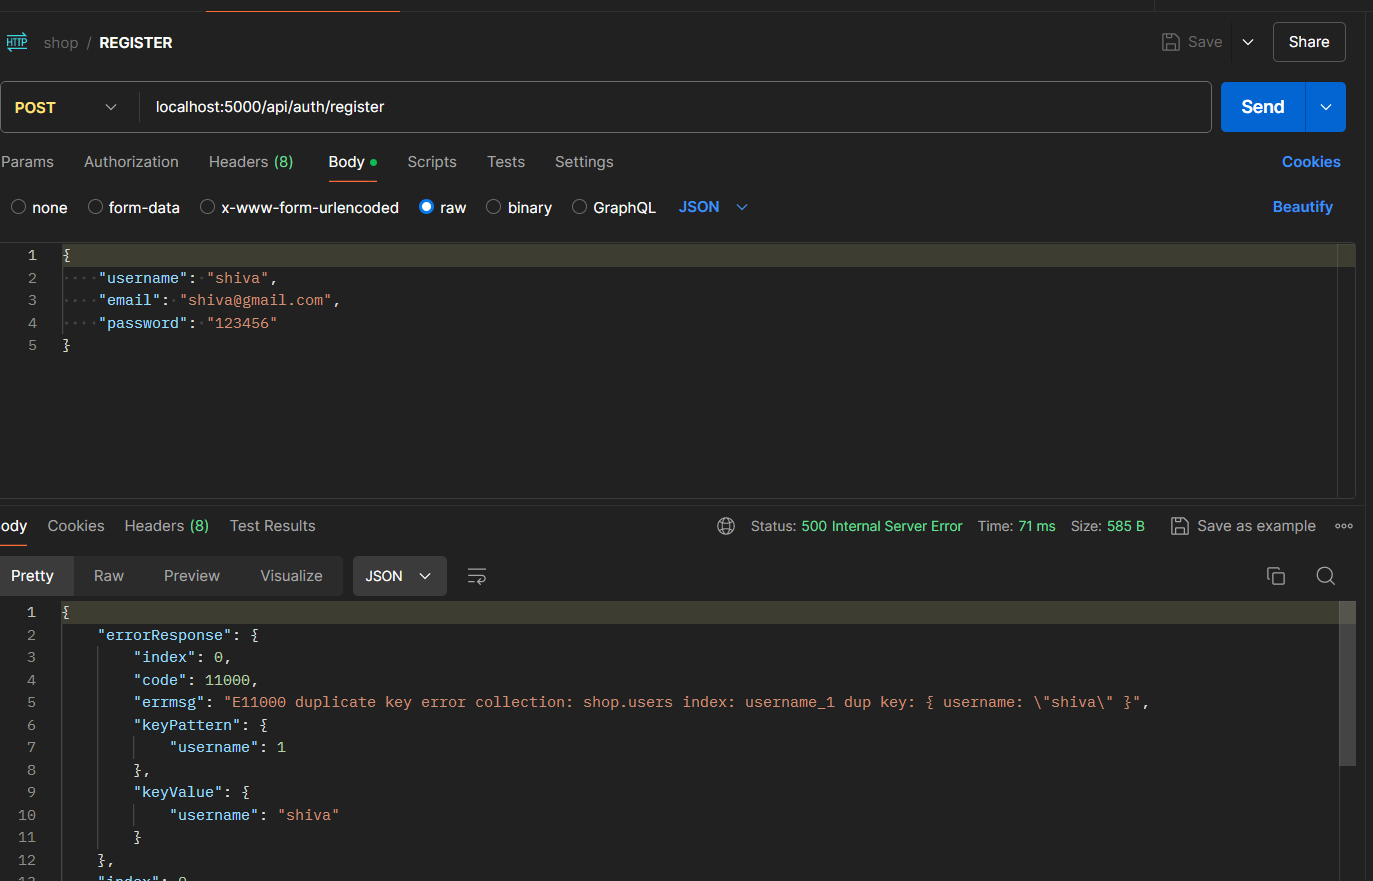 HTTP shop / REGISTER Save Share
POST localhost:5000/api/auth/register Send
Params Authorization Headers (8) Body Scripts Tests Settings Cookies
none form-data x-www-form-urlencoded raw binary GraphQL JSON Beautify
1 {
2 "username": "shiva",
3 "email": "shiva@gmail.com",
4 "password": "123456"
5 }
ody Cookies Headers (8) Test Results Status: 500 Internal Server Error Time: 71 ms Size: 585 B Save as example
Pretty Raw Preview Visualize JSON
1 {
2 "errorResponse": {
3 "index": 0,
4 "code": 11000,
5 "errmsg": "E11000 duplicate key error collection: shop.users index: username_1 dup key: { username: \"shiva\" }",
6 "keyPattern": {
7 "username": 1
8 },
9 "keyValue": {
10 "username": "shiva"
11 }
12 },
13 "index": 0